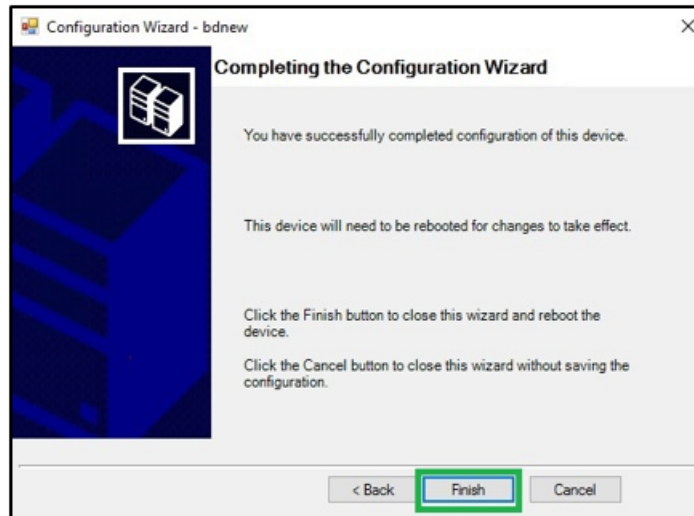 Configuration Wizard - bdnew
Completing the Configuration Wizard
You have successfully completed configuration of this device.
This device will need to be rebooted for changes to take effect.
Click the Finish button to close this wizard and reboot the
device.
Click the Cancel button to close this wizard without saving the
configuration.
< Back
Finish
Cancel